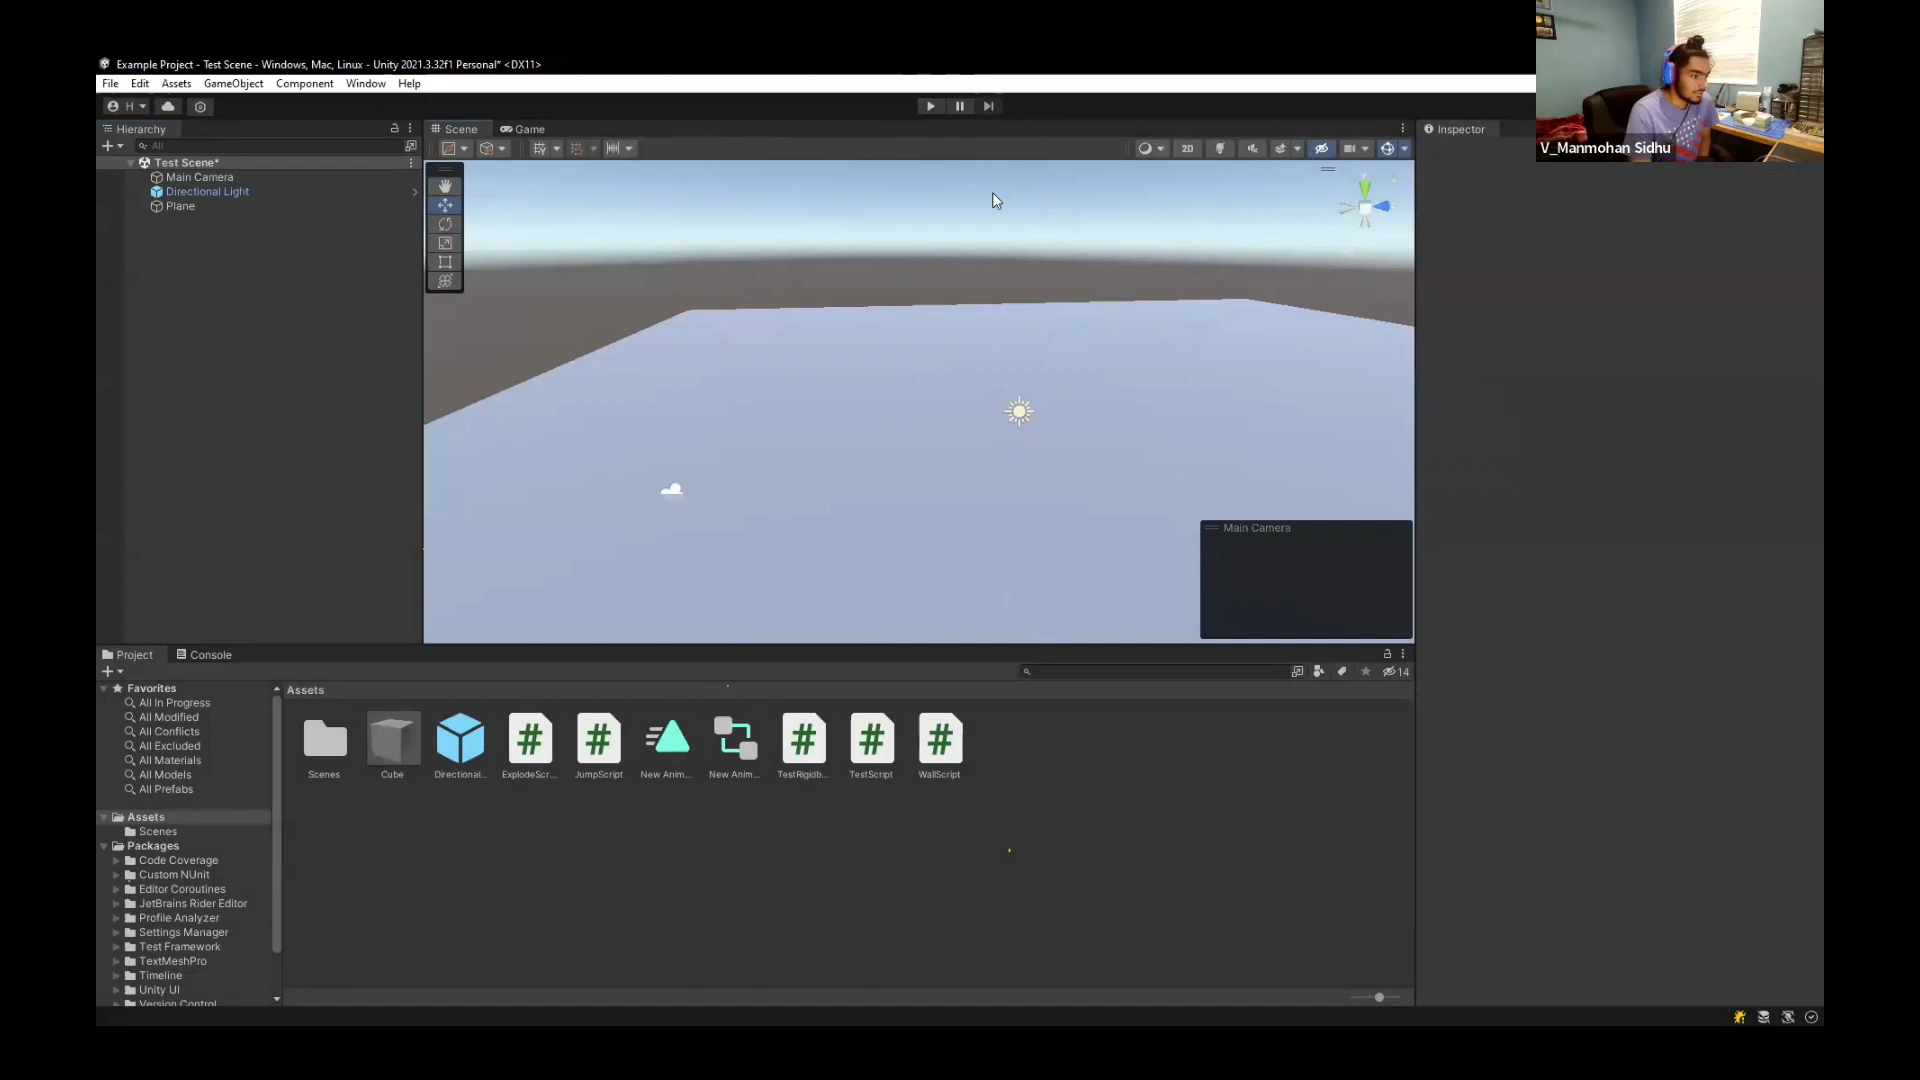 Example Project - Test Scene - Windows, Mac, Linux - Unity 2021.3.32f1 Personal* <DX11>
File Edit Assets GameObject Component Window Help
V_Manmohan Sidhu
H
Hierarchy
Scene
Game
Inspector
All
2D
Test Scene*
Main Camera
Directional Light
Plane
Main Camera
Project
Console
14
Favorites
All In Progress
All Modified
All Conflicts
All Excluded
All Materials
All Models
All Prefabs
Assets
Scenes
Packages
Code Coverage
Custom NUnit
Editor Coroutines
JetBrains Rider Editor
Profile Analyzer
Settings Manager
Test Framework
TextMeshPro
Timeline
Unity UI
Version Control
Assets
Scenes
Cube
Directional...
ExplodeScr...
JumpScript
New Anim...
New Anim...
TestRigidb...
TestScript
WallScript